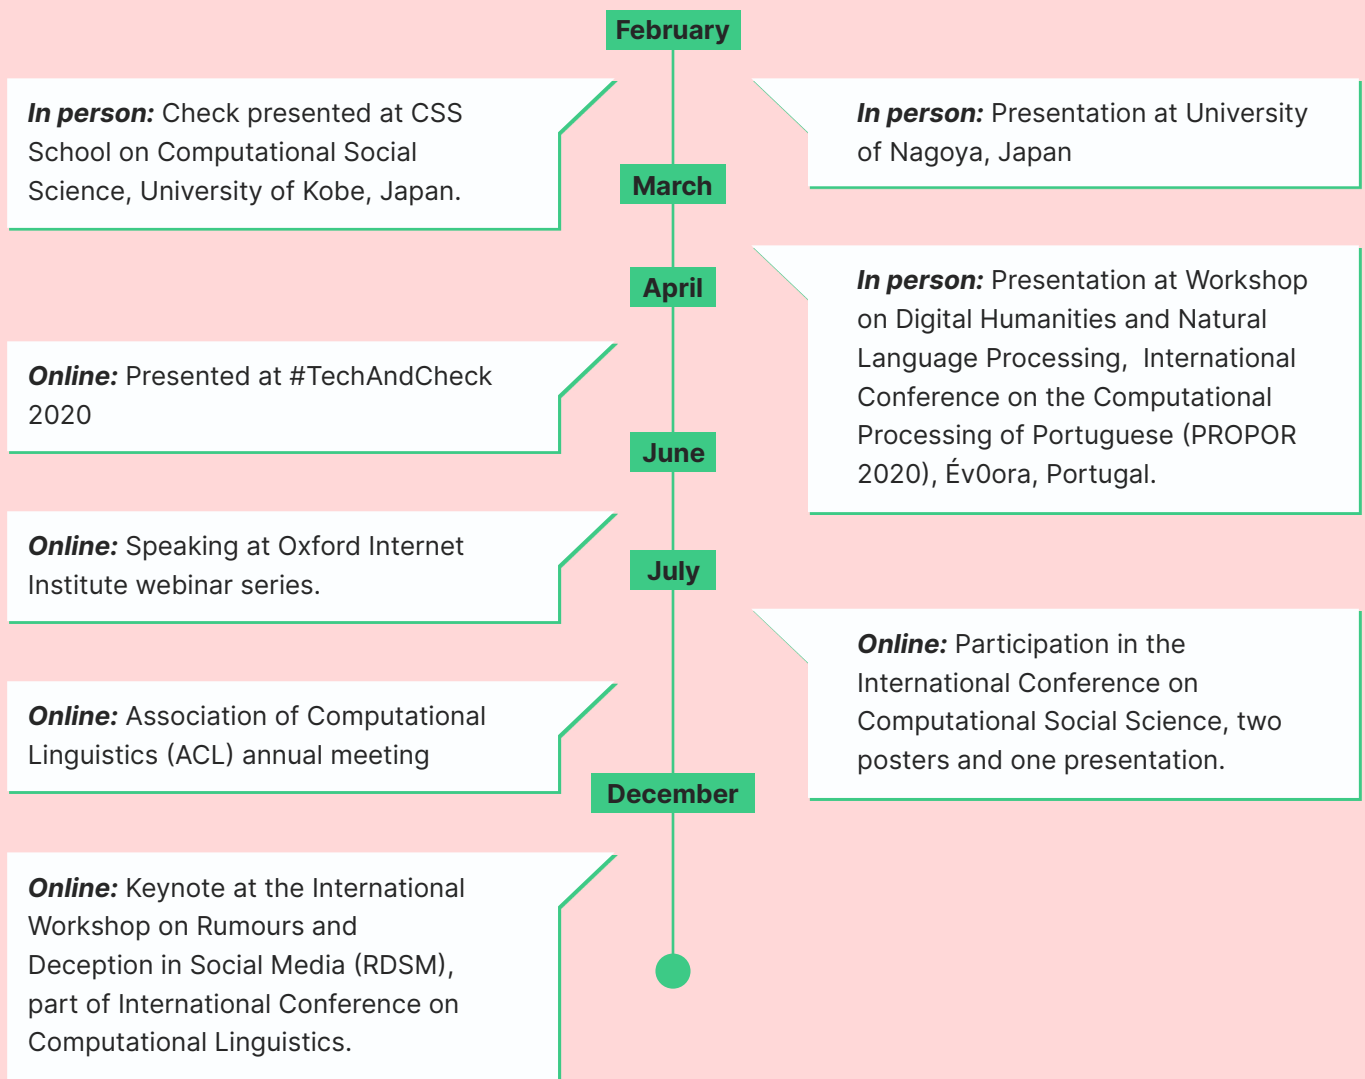 February
In person: Check presented at CSS
School on Computational Social
Science, University of Kobe, Japan.
In person: Presentation at University
of Nagoya, Japan
March
In person: Presentation at Workshop
on Digital Humanities and Natural
Language Processing,  International
Conference on the Computational
Processing of Portuguese (PROPOR
2020), Év0ora, Portugal.
April
Online: Presented at #TechAndCheck
2020
June
Online: Speaking at Oxford Internet
Institute webinar series.
July
Online: Participation in the
International Conference on
Computational Social Science, two
posters and one presentation.
Online: Association of Computational
Linguistics (ACL) annual meeting
December
Online: Keynote at the International
Workshop on Rumours and
Deception in Social Media (RDSM),
part of International Conference on
Computational Linguistics.